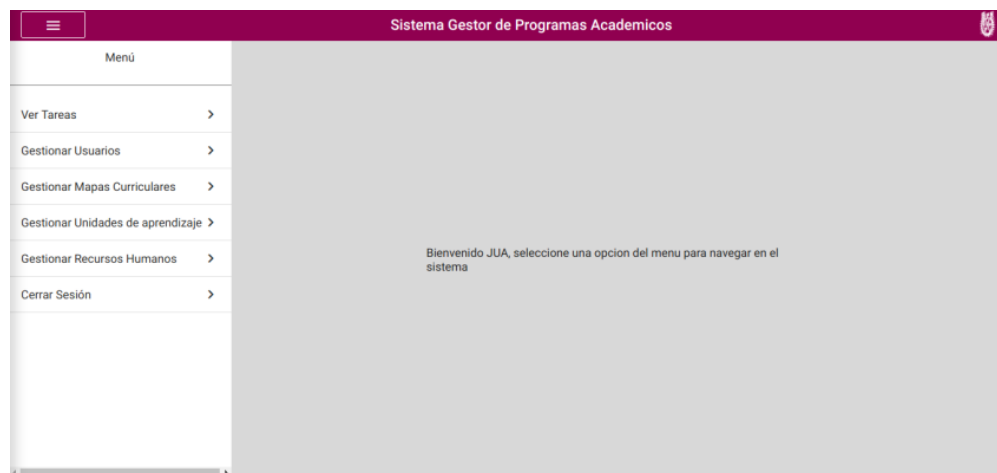 Sistema Gestor de Programas Academicos
Menú
Ver Tareas
Gestionar Usuarios
Gestionar Mapas Curriculares
Gestionar Unidades de aprendizaje
Gestionar Recursos Humanos
Cerrar Sesión
Bienvenido JUA, seleccione una opcion del menu para navegar en el
sistema